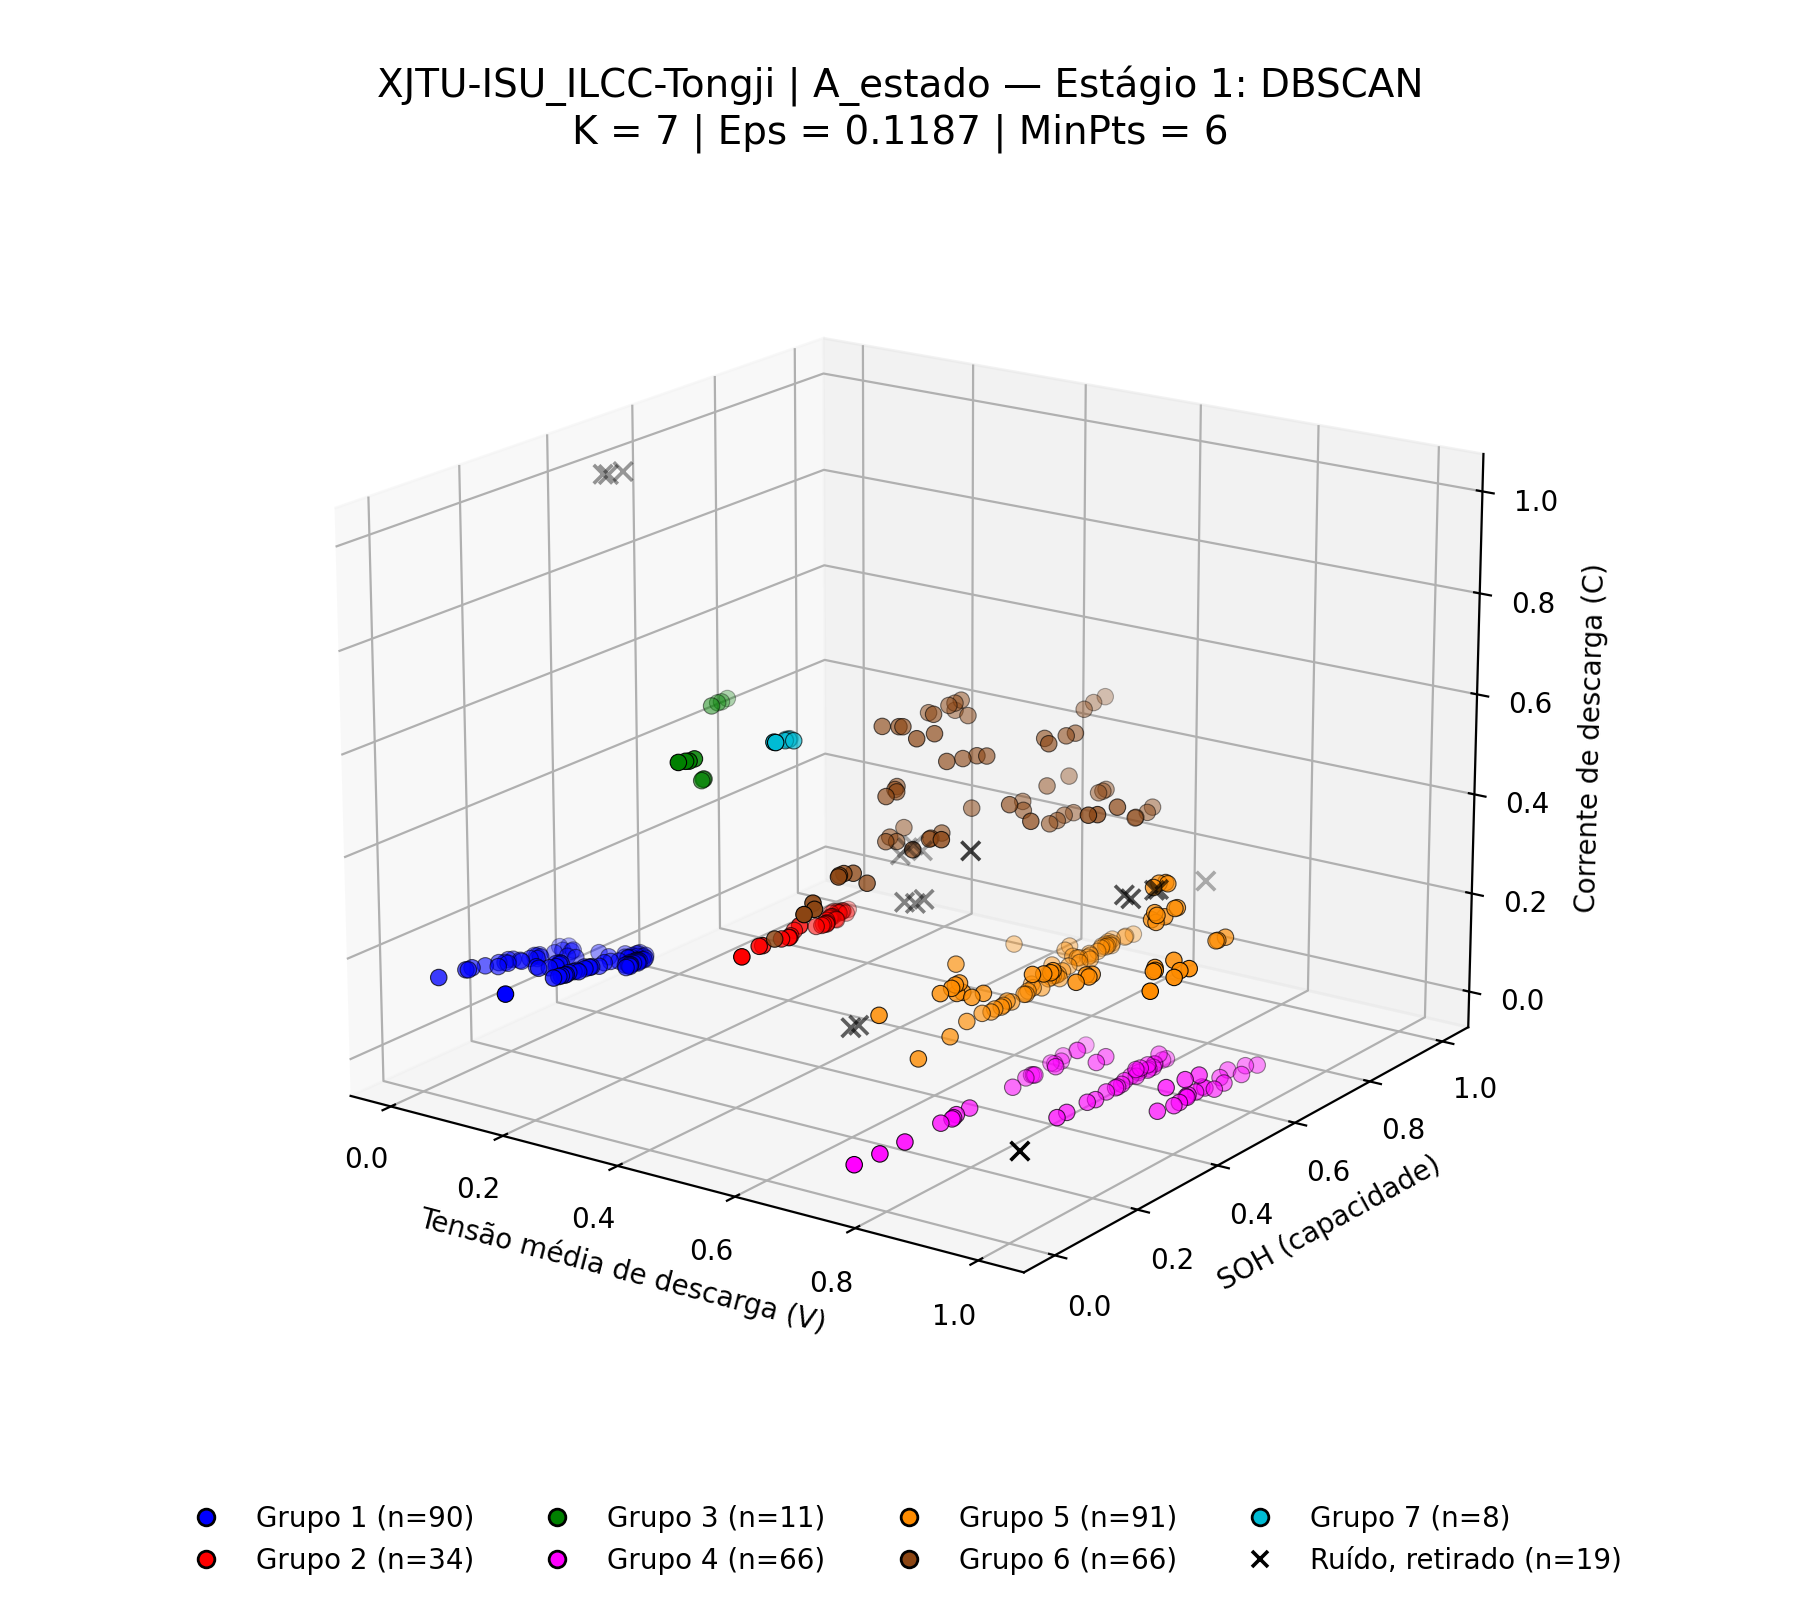 XJTU-ISU_ILCC-Tongji | A_estado — Estágio 1: DBSCAN
K = 7 | Eps = 0.1187 | MinPts = 6
1.0
0.8
0.6
0.4
0.2
0.0
Corrente de descarga (C)
0.0
0.2
0.4
0.6
0.8
1.0
Tensão média de descarga (V)
0.0
0.2
0.4
0.6
0.8
1.0
SOH (capacidade)
Grupo 1 (n=90)
Grupo 2 (n=34)
Grupo 3 (n=11)
Grupo 4 (n=66)
Grupo 5 (n=91)
Grupo 6 (n=66)
Grupo 7 (n=8)
Ruído, retirado (n=19)